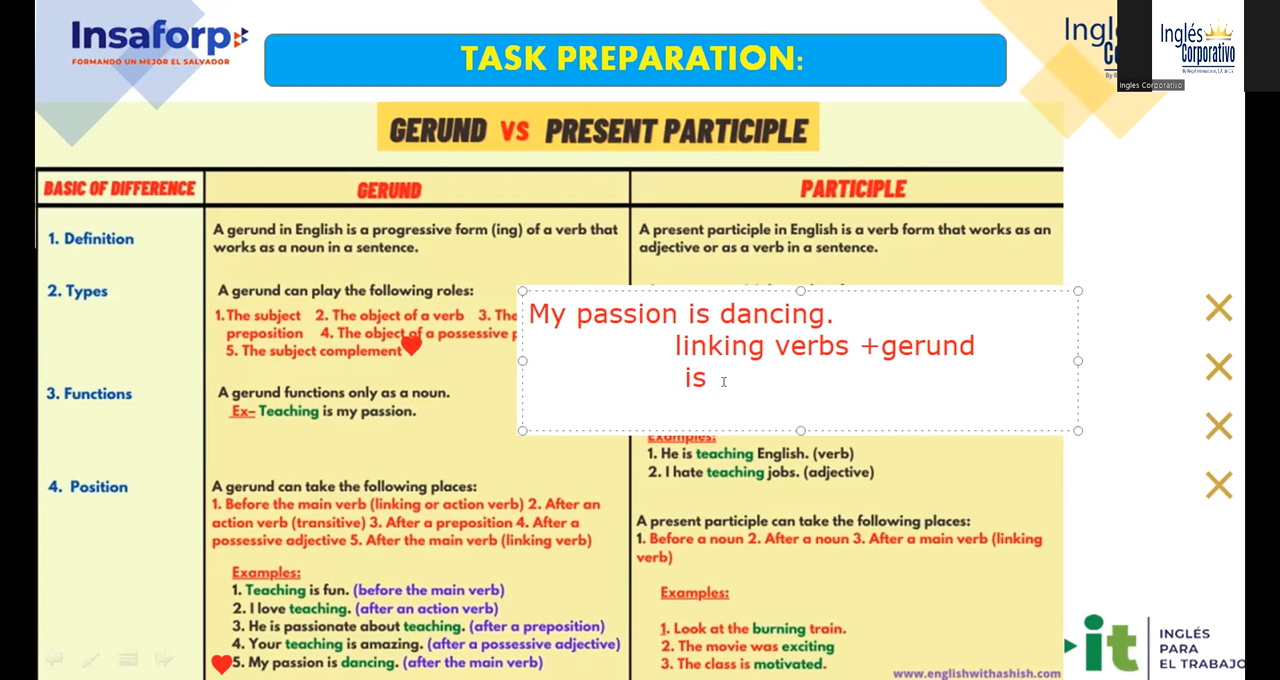 Insaforp
FORMANDO UN MEJOR EL SALVADOR
TASK PREPARATION:
Inglés
Corporativo
Ingles Corporativo
GERUND VS PRESENT PARTICIPLE
BASIC OF DIFFERENCE
GERUND
PARTICIPLE
1. Definition
A gerund in English is a progressive form (ing) of a verb that
works as a noun in a sentence.
A present participle in English is a verb form that works as an
adjective or as a verb in a sentence.
2. Types
A gerund can play the following roles:
1.The subject 2. The object of a verb 3. The
preposition 4. The object of a possessive
5. The subject complement
My passion is dancing.
linking verbs +gerund
is
3. Functions
A gerund functions only as a noun.
Ex– Teaching is my passion.
Examples:
1. He is teaching English. (verb)
2. I hate teaching jobs. (adjective)
4. Position
A gerund can take the following places:
1. Before the main verb (linking or action verb) 2. After an
action verb (transitive) 3. After a preposition 4. After a
possessive adjective 5. After the main verb (linking verb)
Examples:
1. Teaching is fun. (before the main verb)
2. I love teaching. (after an action verb)
3. He is passionate about teaching. (after a preposition)
4. Your teaching is amazing. (after a possessive adjective)
5. My passion is dancing. (after the main verb)
A present participle can take the following places:
1. Before a noun 2. After a noun 3. After a main verb (linking
verb)
Examples:
1. Look at the burning train.
2. The movie was exciting
3. The class is motivated.
www.englishwithashish.com
it
INGLÉS
PARA
EL TRABAJO